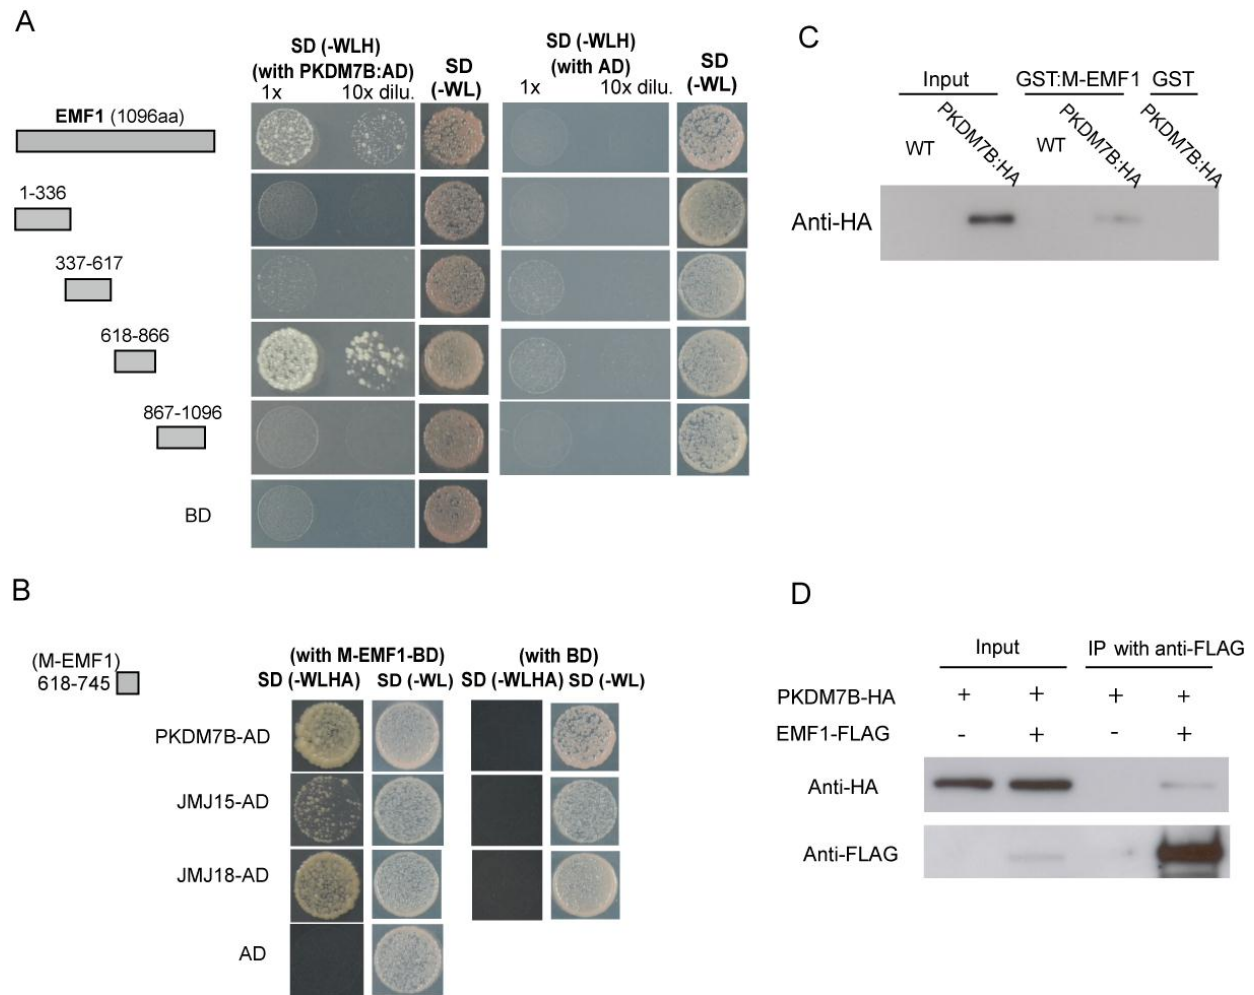 A
SD (-WLH)
(with PKDM7B:AD)
1x 10x dilu.
SD
(-WL)
SD (-WLH)
(with AD)
1x 10x dilu.
SD
(-WL)
EMF1 (1096aa)
1-336
337-617
618-866
867-1096
BD
B
(M-EMF1)
618-745
(with M-EMF1-BD)
SD (-WLHA) SD (-WL)
(with BD)
SD (-WLHA) SD (-WL)
PKDM7B-AD
JMJ15-AD
JMJ18-AD
AD
C
Input GST:M-EMF1 GST
WT PKDM7B:HA WT PKDM7B:HA PKDM7B:HA
Anti-HA
D
Input IP with anti-FLAG
PKDM7B-HA + + + +
EMF1-FLAG - + - +
Anti-HA
Anti-FLAG